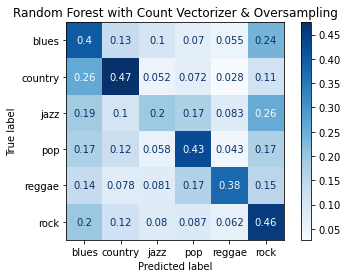 Random Forest with Count Vectorizer & Oversampling
True label
blues 0.4 0.13 0.1 0.07 0.055 0.24
country 0.26 0.47 0.052 0.072 0.028 0.11
jazz 0.19 0.1 0.2 0.17 0.083 0.26
pop 0.17 0.12 0.058 0.43 0.043 0.17
reggae 0.14 0.078 0.081 0.17 0.38 0.15
rock 0.2 0.12 0.08 0.087 0.062 0.46
blues country jazz pop reggae rock
Predicted label
0.45
0.40
0.35
0.30
0.25
0.20
0.15
0.10
0.05